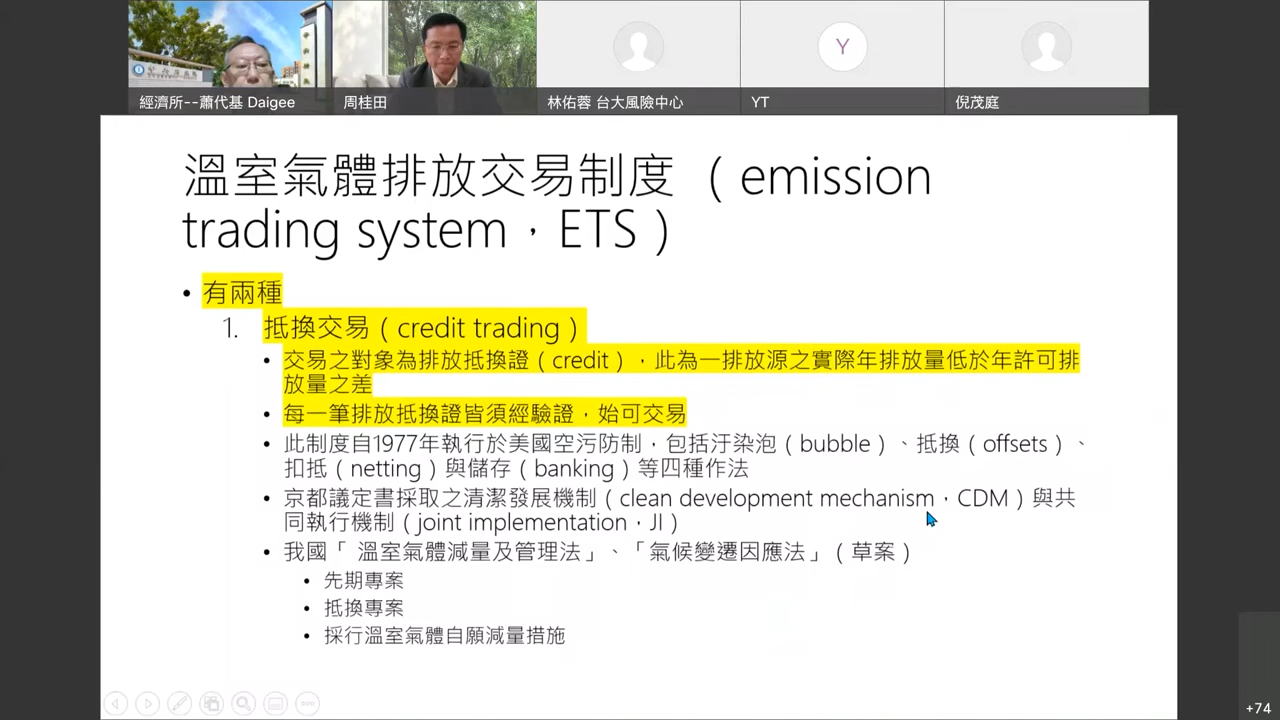 經濟所--蕭代基 Daigee
周桂田
林佑蓉 台大風險中心
Y
YT
倪茂庭
溫室氣體排放交易制度 （emission
trading system，ETS）
• 有兩種
1. 抵換交易（credit trading）
• 交易之對象為排放抵換證（credit），此為一排放源之實際年排放量低於年許可排
放量之差
• 每一筆排放抵換證皆須經驗證，始可交易
• 此制度自1977年執行於美國空污防制，包括汙染泡（bubble）、抵換（offsets）、
扣抵（netting）與儲存（banking）等四種作法
• 京都議定書採取之清潔發展機制（clean development mechanism，CDM）與共
同執行機制（joint implementation，JI）
• 我國「 溫室氣體減量及管理法」、「氣候變遷因應法」（草案）
• 先期專案
• 抵換專案
• 採行溫室氣體自願減量措施
+74